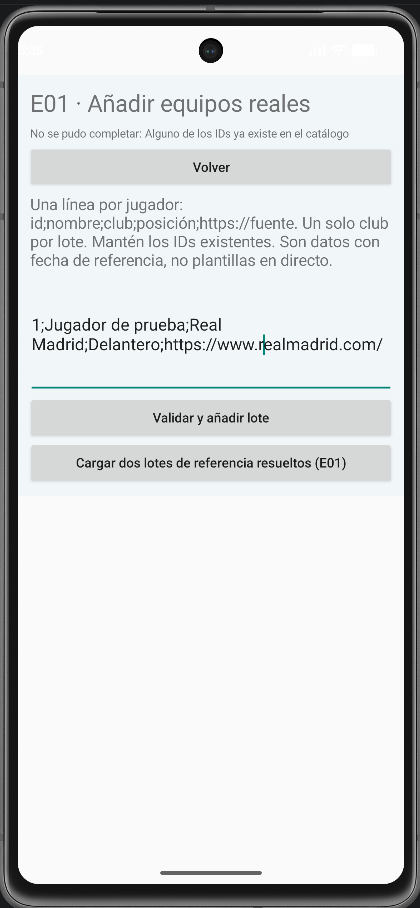 E01 · Añadir equipos reales
No se pudo completar: Alguno de los IDs ya existe en el catálogo
Volver
Una línea por jugador:
id;nombre;club;posición;https://fuente. Un solo club
por lote. Mantén los IDs existentes. Son datos con
fecha de referencia, no plantillas en directo.
1;Jugador de prueba;Real
Madrid;Delantero;https://www.realmadrid.com/
Validar y añadir lote
Cargar dos lotes de referencia resueltos (E01)